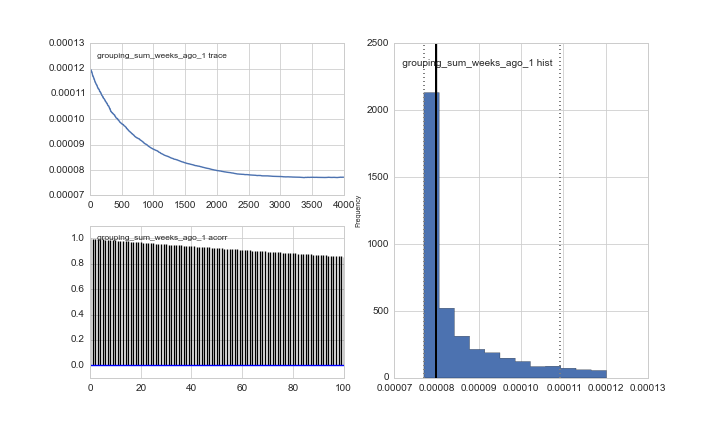 0.00013
0.00012
0.00011
0.00010
0.00009
0.00008
0.00007
grouping_sum_weeks_ago_1 trace
0 500 1000 1500 2000 2500 3000 3500 4000
1.0
0.8
0.6
0.4
0.2
0.0
grouping_sum_weeks_ago_1 acorr
0 20 40 60 80 100
Frequency
2500
2000
1500
1000
500
0
grouping_sum_weeks_ago_1 hist
0.00007 0.00008 0.00009 0.00010 0.00011 0.00012 0.00013